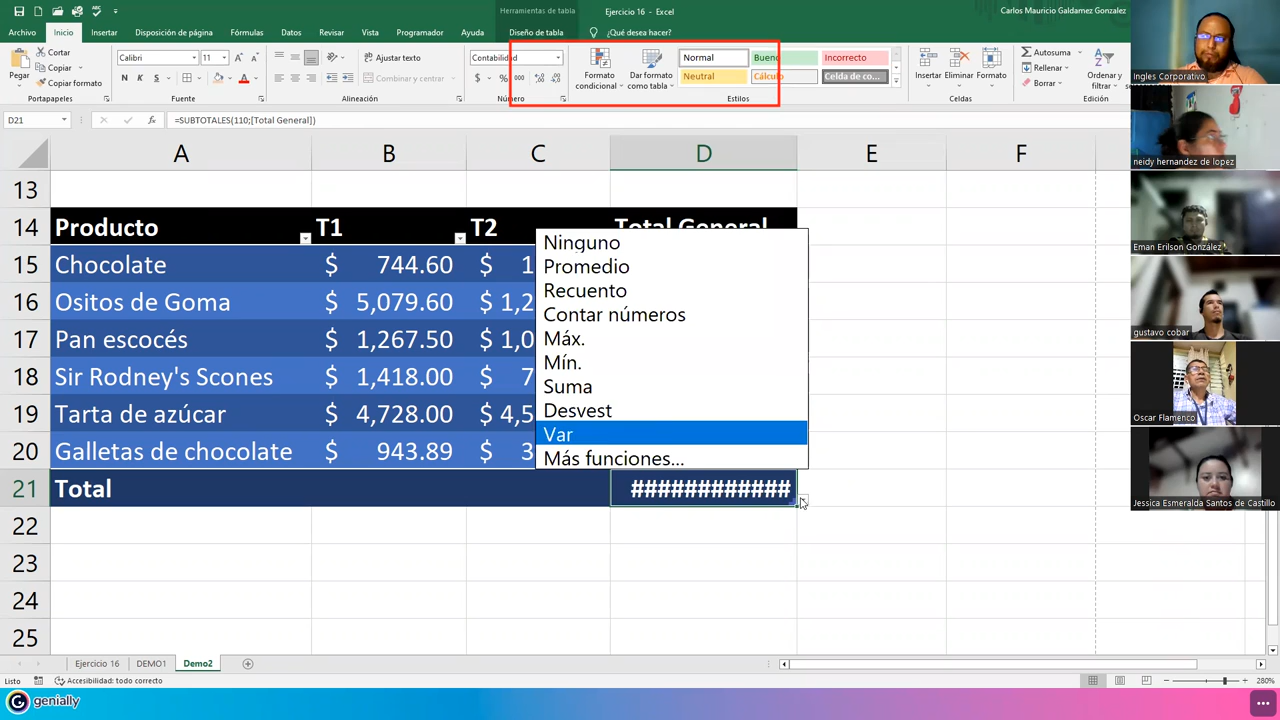 Herramientas de tabla
Ejercicio 16 - Excel
Carlos Mauricio Galdamez Gonzalez
Archivo Inicio Insertar Disposición de página Fórmulas Datos Revisar Vista Programador Ayuda Diseño de tabla ¿Qué desea hacer?
Pegar
Cortar
Copiar
Portapapeles
Calibri 11
N K S
Fuente
Ajustar texto
Combinar y centrar
Alineación
Contabilidad
$ % 000
Número
Formato condicional
Dar formato como tabla
Normal Bueno Incorrecto
Neutral Cálculo Celda de co...
Estilos
Insertar Eliminar Formato
Celdas
Autosuma
Rellenar
Borrar
Ordenar y
Edición
D21 fx =SUBTOTALES(110;[Total General])
A B C D E F
13
14 Producto T1 T2 Total General
15 Chocolate $ 744.60 $ 1
16 Ositos de Goma $ 5,079.60 $ 1,2
17 Pan escocés $ 1,267.50 $ 1,0
18 Sir Rodney's Scones $ 1,418.00 $ 7
19 Tarta de azúcar $ 4,728.00 $ 4,5
20 Galletas de chocolate $ 943.89 $ 3
21 Total ############
22
23
24
25
Ninguno
Promedio
Recuento
Contar números
Máx.
Mín.
Suma
Desvest
Var
Más funciones...
Ejercicio 16 DEMO1 Demo2
Listo Accesibilidad: todo correcto 280%
genially
Ingles Corporativo
neidy hernandez de lopez
Eman Erilson González
gustavo cobar
Oscar Flamenco
Jessica Esmeralda Santos de Castillo